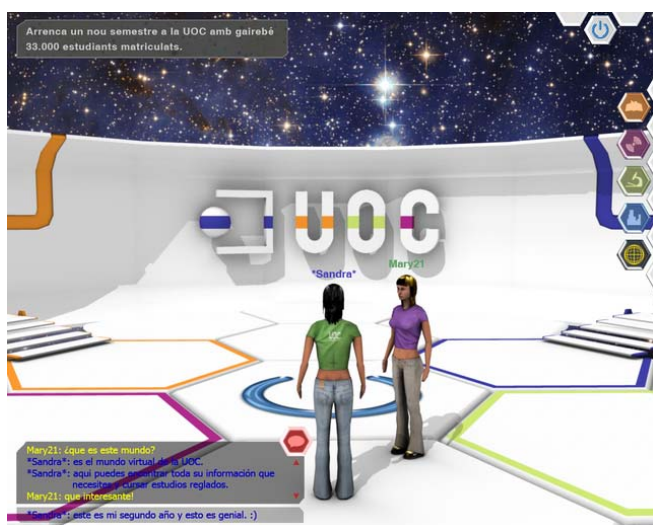 Arrenca un nou semestre a la UOC amb gairebé
33.000 estudiants matriculats.
UOC
*Sandra*
Mary21
uoc
Mary21: ¿que es este mundo?
*Sandra*: es el mundo virtual de la UOC.
*Sandra*: aqui puedes encontrar toda su información que
necesites y cursar estudios reglados.
Mary21: que interesante!
*Sandra*: este es mi segundo año y esto es genial. :)